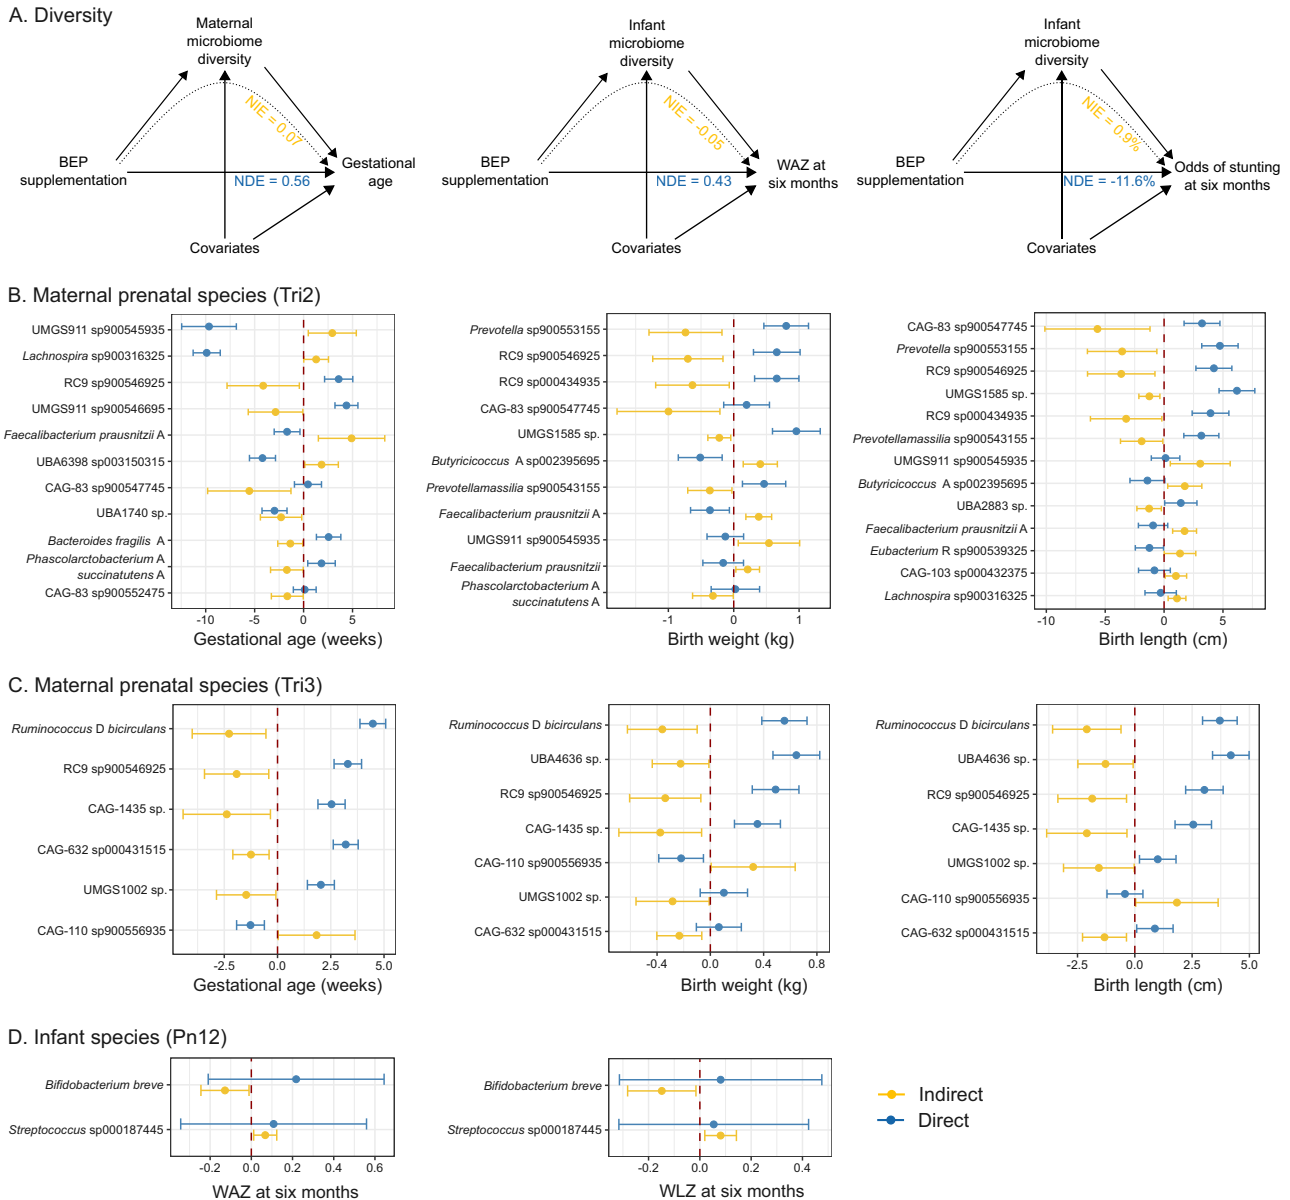 A. Diversity
Maternal
microbiome
diversity
NIE = 0.07
BEP
supplementation
NDE = 0.56
Gestational
age
Covariates
Infant
microbiome
diversity
NIE = -0.05
BEP
supplementation
NDE = 0.43
WAZ at
six months
Covariates
Infant
microbiome
diversity
NIE = 0.9%
BEP
supplementation
NDE = -11.6%
Odds of stunting
at six months
Covariates
B. Maternal prenatal species (Tri2)
UMGS911 sp900545935
Lachnospira sp900316325
RC9 sp900546925
UMGS911 sp900546695
Faecalibacterium prausnitzii A
UBA6398 sp003150315
CAG-83 sp900547745
UBA1740 sp.
Bacteroides fragilis A
Phascolarctobacterium A
succinatutens A
CAG-83 sp900552475
-10 -5 0 5
Gestational age (weeks)
Prevotella sp900553155
RC9 sp900546925
RC9 sp000434935
CAG-83 sp900547745
UMGS1585 sp.
Butyricicoccus A sp002395695
Prevotellamassilia sp900543155
Faecalibacterium prausnitzii A
UMGS911 sp900545935
Faecalibacterium prausnitzii
Phascolarctobacterium A
succinatutens A
-1 0 1
Birth weight (kg)
CAG-83 sp900547745
Prevotella sp900553155
RC9 sp900546925
UMGS1585 sp.
RC9 sp000434935
Prevotellamassilia sp900543155
UMGS911 sp900545935
Butyricicoccus A sp002395695
UBA2883 sp.
Faecalibacterium prausnitzii A
Eubacterium R sp900539325
CAG-103 sp000432375
Lachnospira sp900316325
-10 -5 0 5
Birth length (cm)
C. Maternal prenatal species (Tri3)
Ruminococcus D bicirculans
RC9 sp900546925
CAG-1435 sp.
CAG-632 sp000431515
UMGS1002 sp.
CAG-110 sp900556935
-2.5 0.0 2.5 5.0
Gestational age (weeks)
Ruminococcus D bicirculans
UBA4636 sp.
RC9 sp900546925
CAG-1435 sp.
CAG-110 sp900556935
UMGS1002 sp.
CAG-632 sp000431515
-0.4 0.0 0.4 0.8
Birth weight (kg)
Ruminococcus D bicirculans
UBA4636 sp.
RC9 sp900546925
CAG-1435 sp.
UMGS1002 sp.
CAG-110 sp900556935
CAG-632 sp000431515
-2.5 0.0 2.5 5.0
Birth length (cm)
D. Infant species (Pn12)
Bifidobacterium breve
Streptococcus sp000187445
-0.2 0.0 0.2 0.4 0.6
WAZ at six months
Bifidobacterium breve
Streptococcus sp000187445
-0.2 0.0 0.2 0.4
WLZ at six months
Indirect
Direct